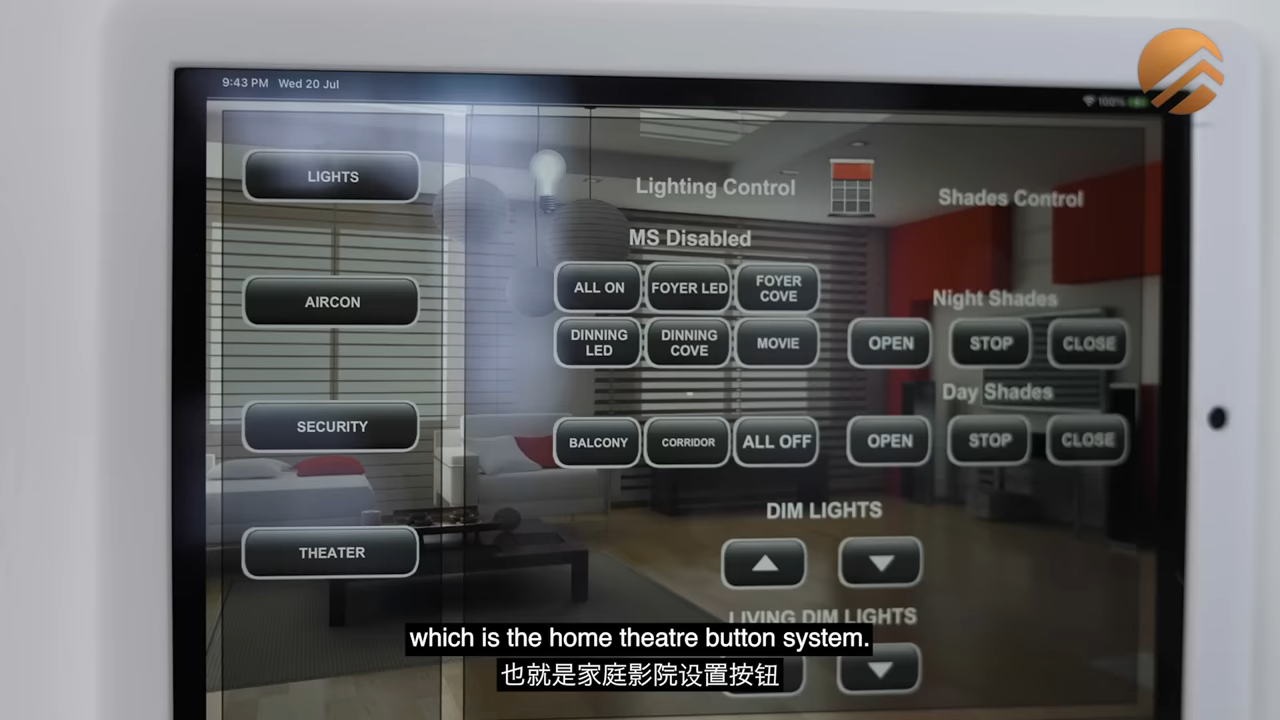 9:43 PM Wed 20 Jul
100%
LIGHTS
AIRCON
SECURITY
THEATER
Lighting Control
MS Disabled
ALL ON
FOYER LED
FOYER
COVE
DINNING
LED
DINNING
COVE
MOVIE
BALCONY
CORRIDOR
ALL OFF
Shades Control
Night Shades
OPEN
STOP
CLOSE
Day Shades
OPEN
STOP
CLOSE
DIM LIGHTS
LIVING DIM LIGHTS
which is the home theatre button system.
也就是家庭影院设置按钮